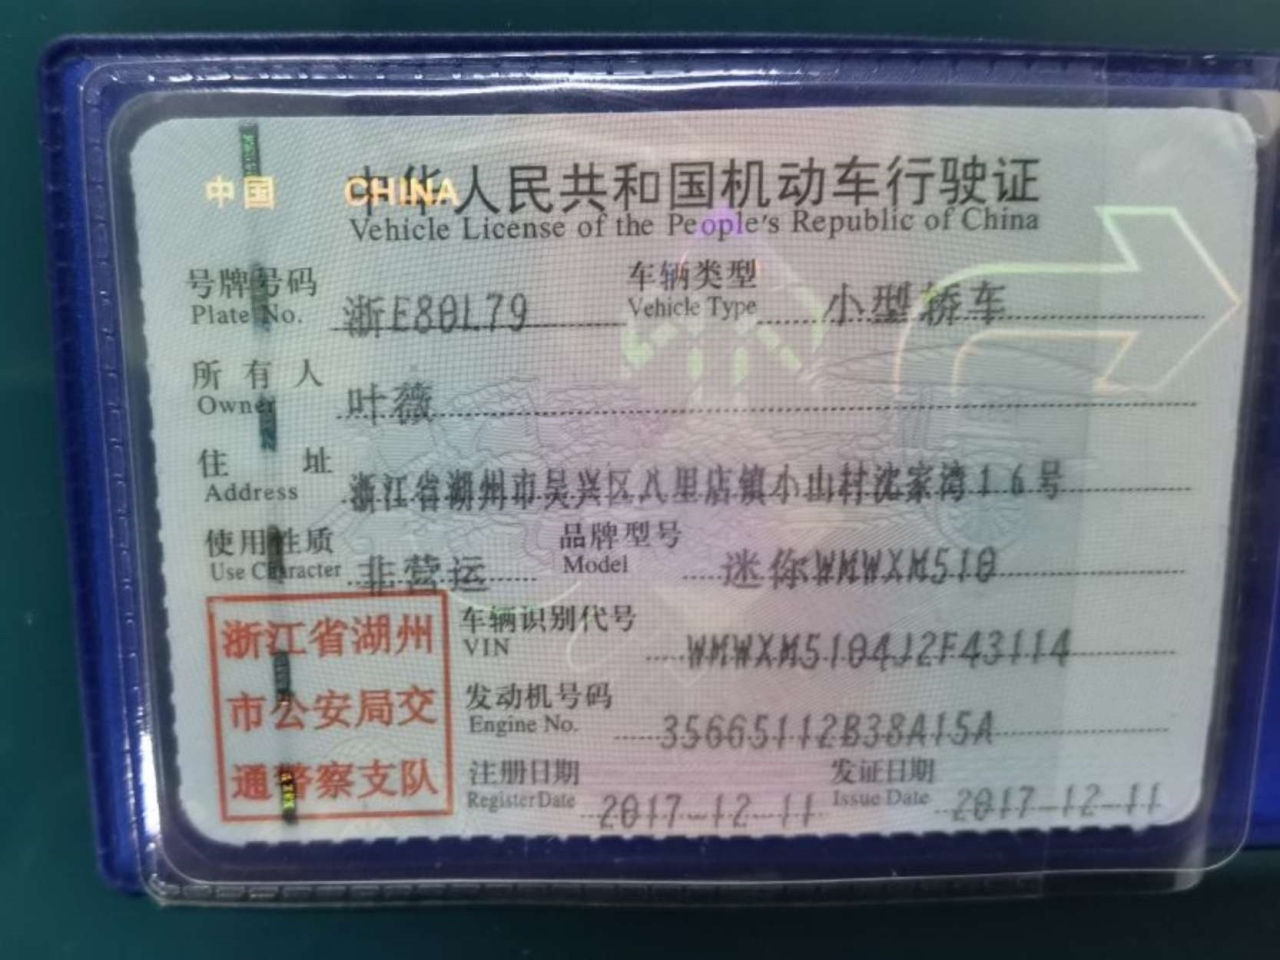 中国 CHINA
中华人民共和国机动车行驶证
Vehicle License of the People's Republic of China
号牌号码 浙E80L79 车辆类型 小型轿车
Plate No. Vehicle Type
所有人 叶薇
Owner
住址 浙江省湖州市吴兴区八里店镇小山村沈家湾16号
Address
使用性质 非营运 品牌型号 迷你WMWXM510
Use Character Model
浙江省湖州
市公安局交
通警察支队
车辆识别代号 WMWXM5104J2F43114
VIN
发动机号码 35665112B38A15A
Engine No.
注册日期 2017-12-11 发证日期 2017-12-11
Register Date Issue Date